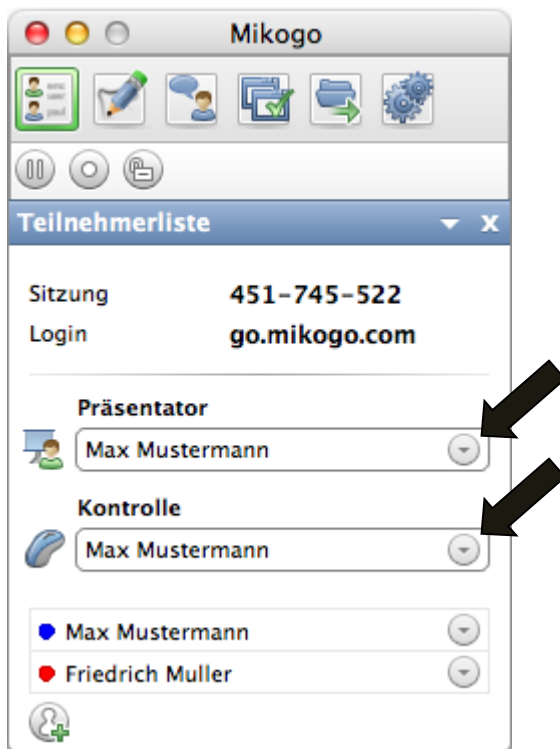 Mikogo
Teilnehmerliste
Sitzung 451-745-522
Login go.mikogo.com
Präsentator
Max Mustermann
Kontrolle
Max Mustermann
Max Mustermann
Friedrich Muller